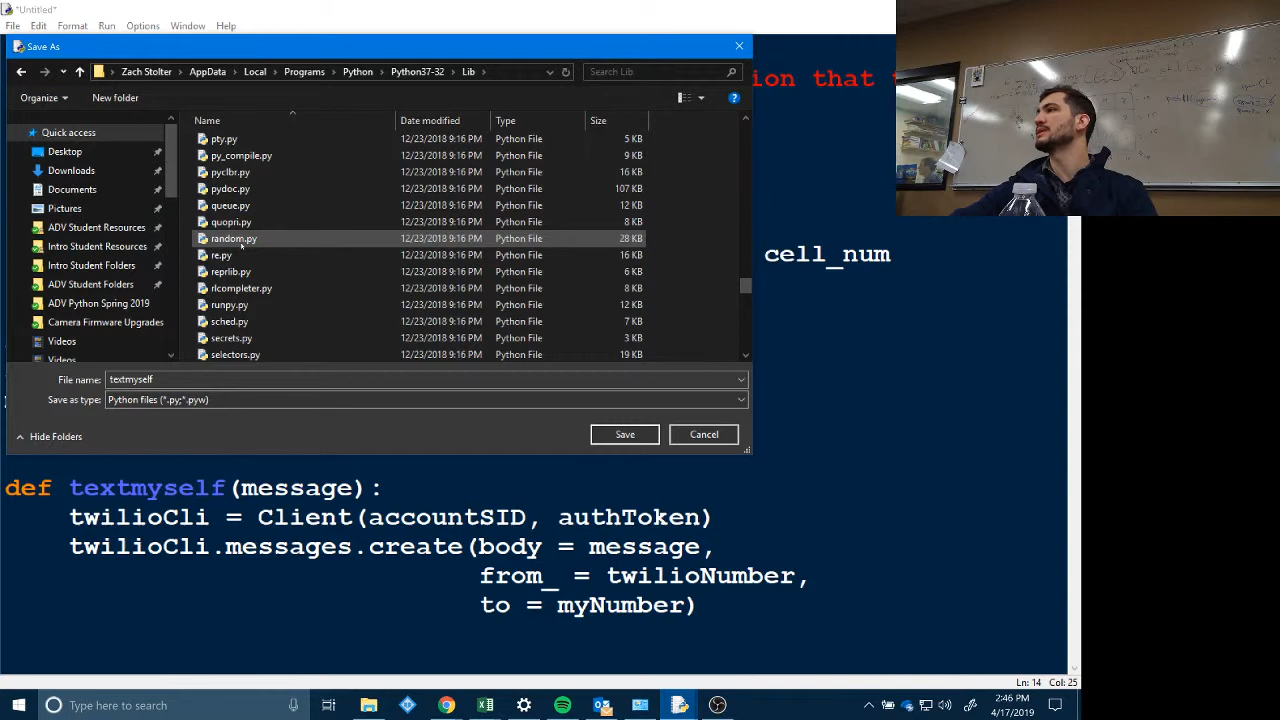 *Untitled*
File Edit Format Run Options Window Help
Save As
Zach Stolter > AppData > Local > Programs > Python > Python37-32 > Lib >
Search Lib
Organize
New folder
Quick access
Desktop
Downloads
Documents
Pictures
ADV Student Resources
Intro Student Resources
Intro Student Folders
ADV Student Folders
ADV Python Spring 2019
Camera Firmware Upgrades
Videos
Videos
Name Date modified Type Size
pty.py 12/23/2018 9:16 PM Python File 5 KB
py_compile.py 12/23/2018 9:16 PM Python File 9 KB
pyclbr.py 12/23/2018 9:16 PM Python File 16 KB
pydoc.py 12/23/2018 9:16 PM Python File 107 KB
queue.py 12/23/2018 9:16 PM Python File 12 KB
quopri.py 12/23/2018 9:16 PM Python File 8 KB
random.py 12/23/2018 9:16 PM Python File 28 KB
re.py 12/23/2018 9:16 PM Python File 16 KB
reprlib.py 12/23/2018 9:16 PM Python File 6 KB
rlcompleter.py 12/23/2018 9:16 PM Python File 8 KB
runpy.py 12/23/2018 9:16 PM Python File 12 KB
sched.py 12/23/2018 9:16 PM Python File 7 KB
secrets.py 12/23/2018 9:16 PM Python File 3 KB
selectors.py 12/23/2018 9:16 PM Python File 19 KB
File name: textmyself
Save as type: Python files (*.py;*.pyw)
Hide Folders
Save
Cancel
ion that t
cell_num
def textmyself(message):
twilioCli = Client(accountSID, authToken)
twilioCli.messages.create(body = message,
from_ = twilioNumber,
to = myNumber)
Ln: 14 Col: 25
Type here to search
2:46 PM
4/17/2019